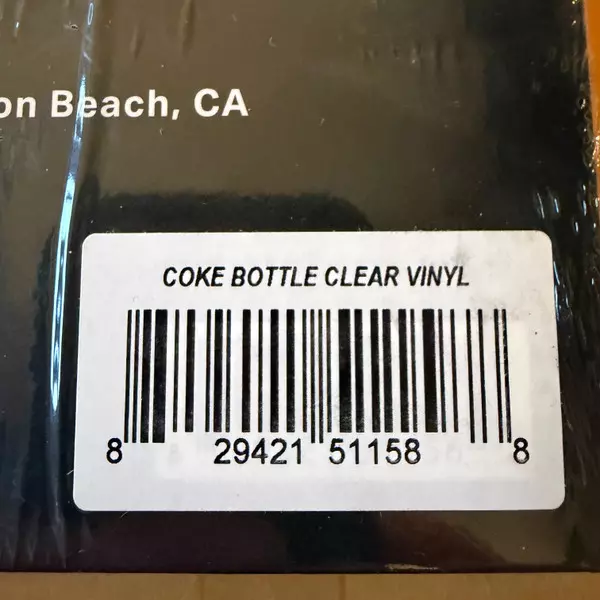 on Beach, CA
COKE BOTTLE CLEAR VINYL
8 29421 51158 8